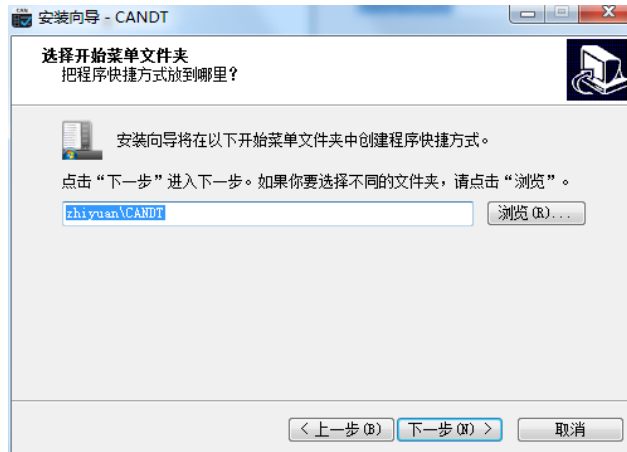 安装向导 - CANDT
选择开始菜单文件夹
把程序快捷方式放到哪里？
安装向导将在以下开始菜单文件夹中创建程序快捷方式。
点击“下一步”进入下一步。如果你要选择不同的文件夹，请点击“浏览”。
zhiyuan\CANDT
浏览(R)...
< 上一步(B)
下一步(N) >
取消